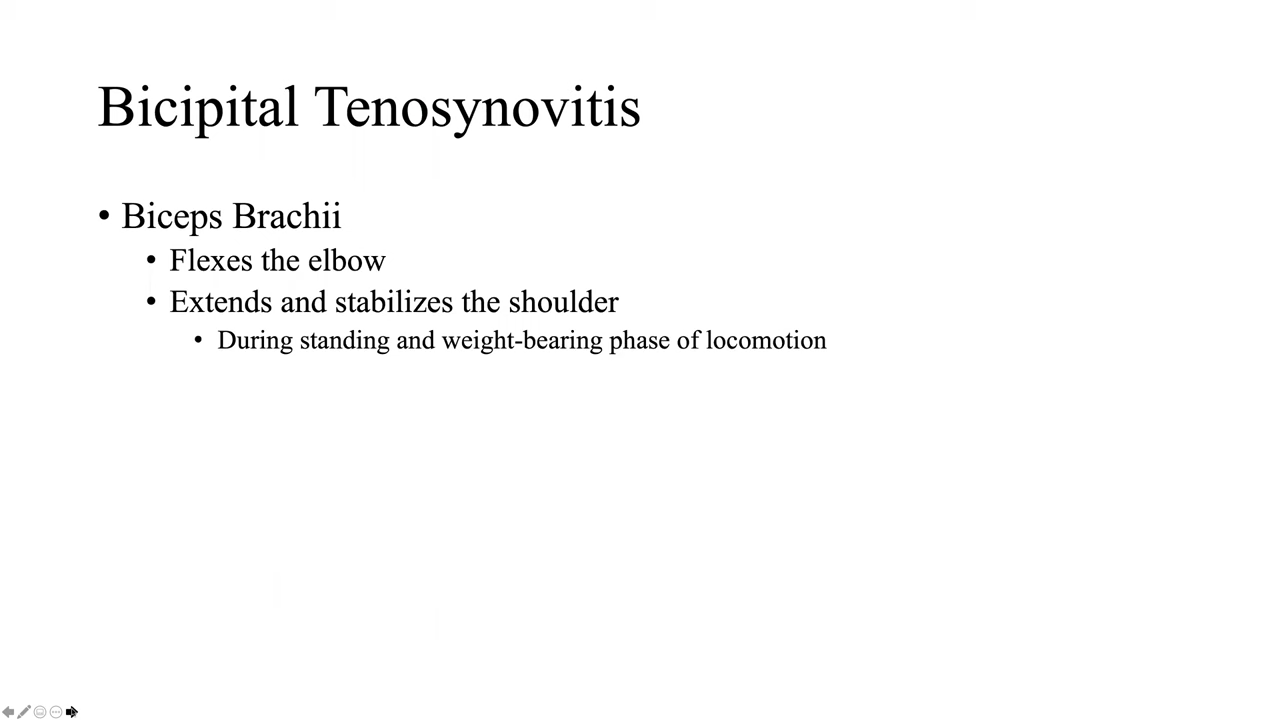 Bicipital Tenosynovitis
• Biceps Brachii
• Flexes the elbow
• Extends and stabilizes the shoulder
• During standing and weight-bearing phase of locomotion